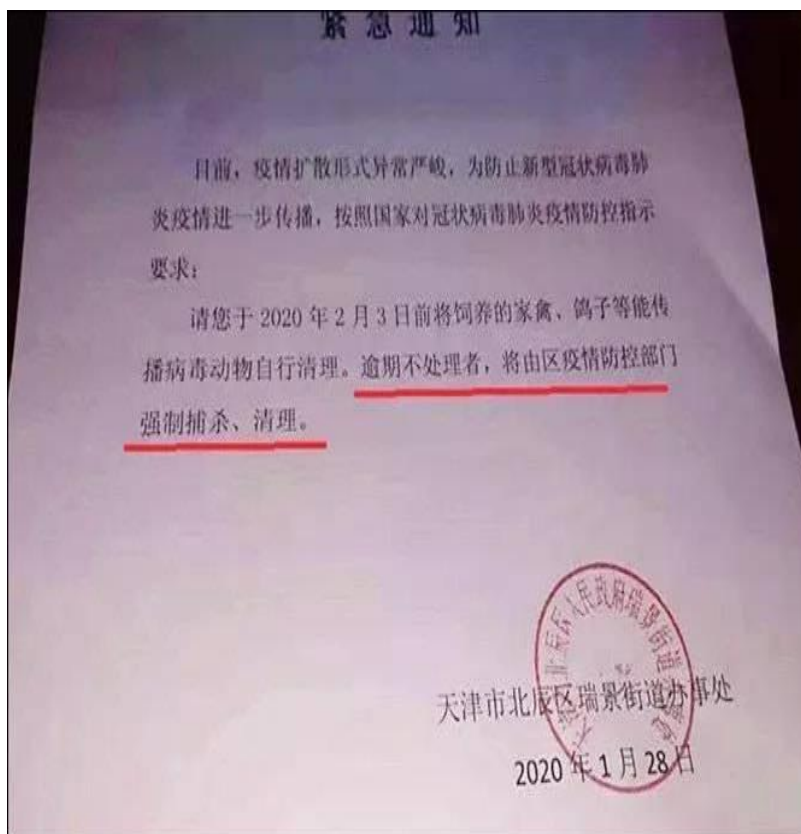 紧急通知
目前，疫情扩散形式异常严峻，为防止新型冠状病毒肺
炎疫情进一步传播，按照国家对冠状病毒肺炎疫情防控指示
要求：
请您于 2020 年 2 月 3 日前将饲养的家禽、鸽子等能传
播病毒动物自行清理。逾期不处理者，将由区疫情防控部门
强制捕杀、清理。
天津市北辰区瑞景街道办事处
2020 年 1 月 28 日